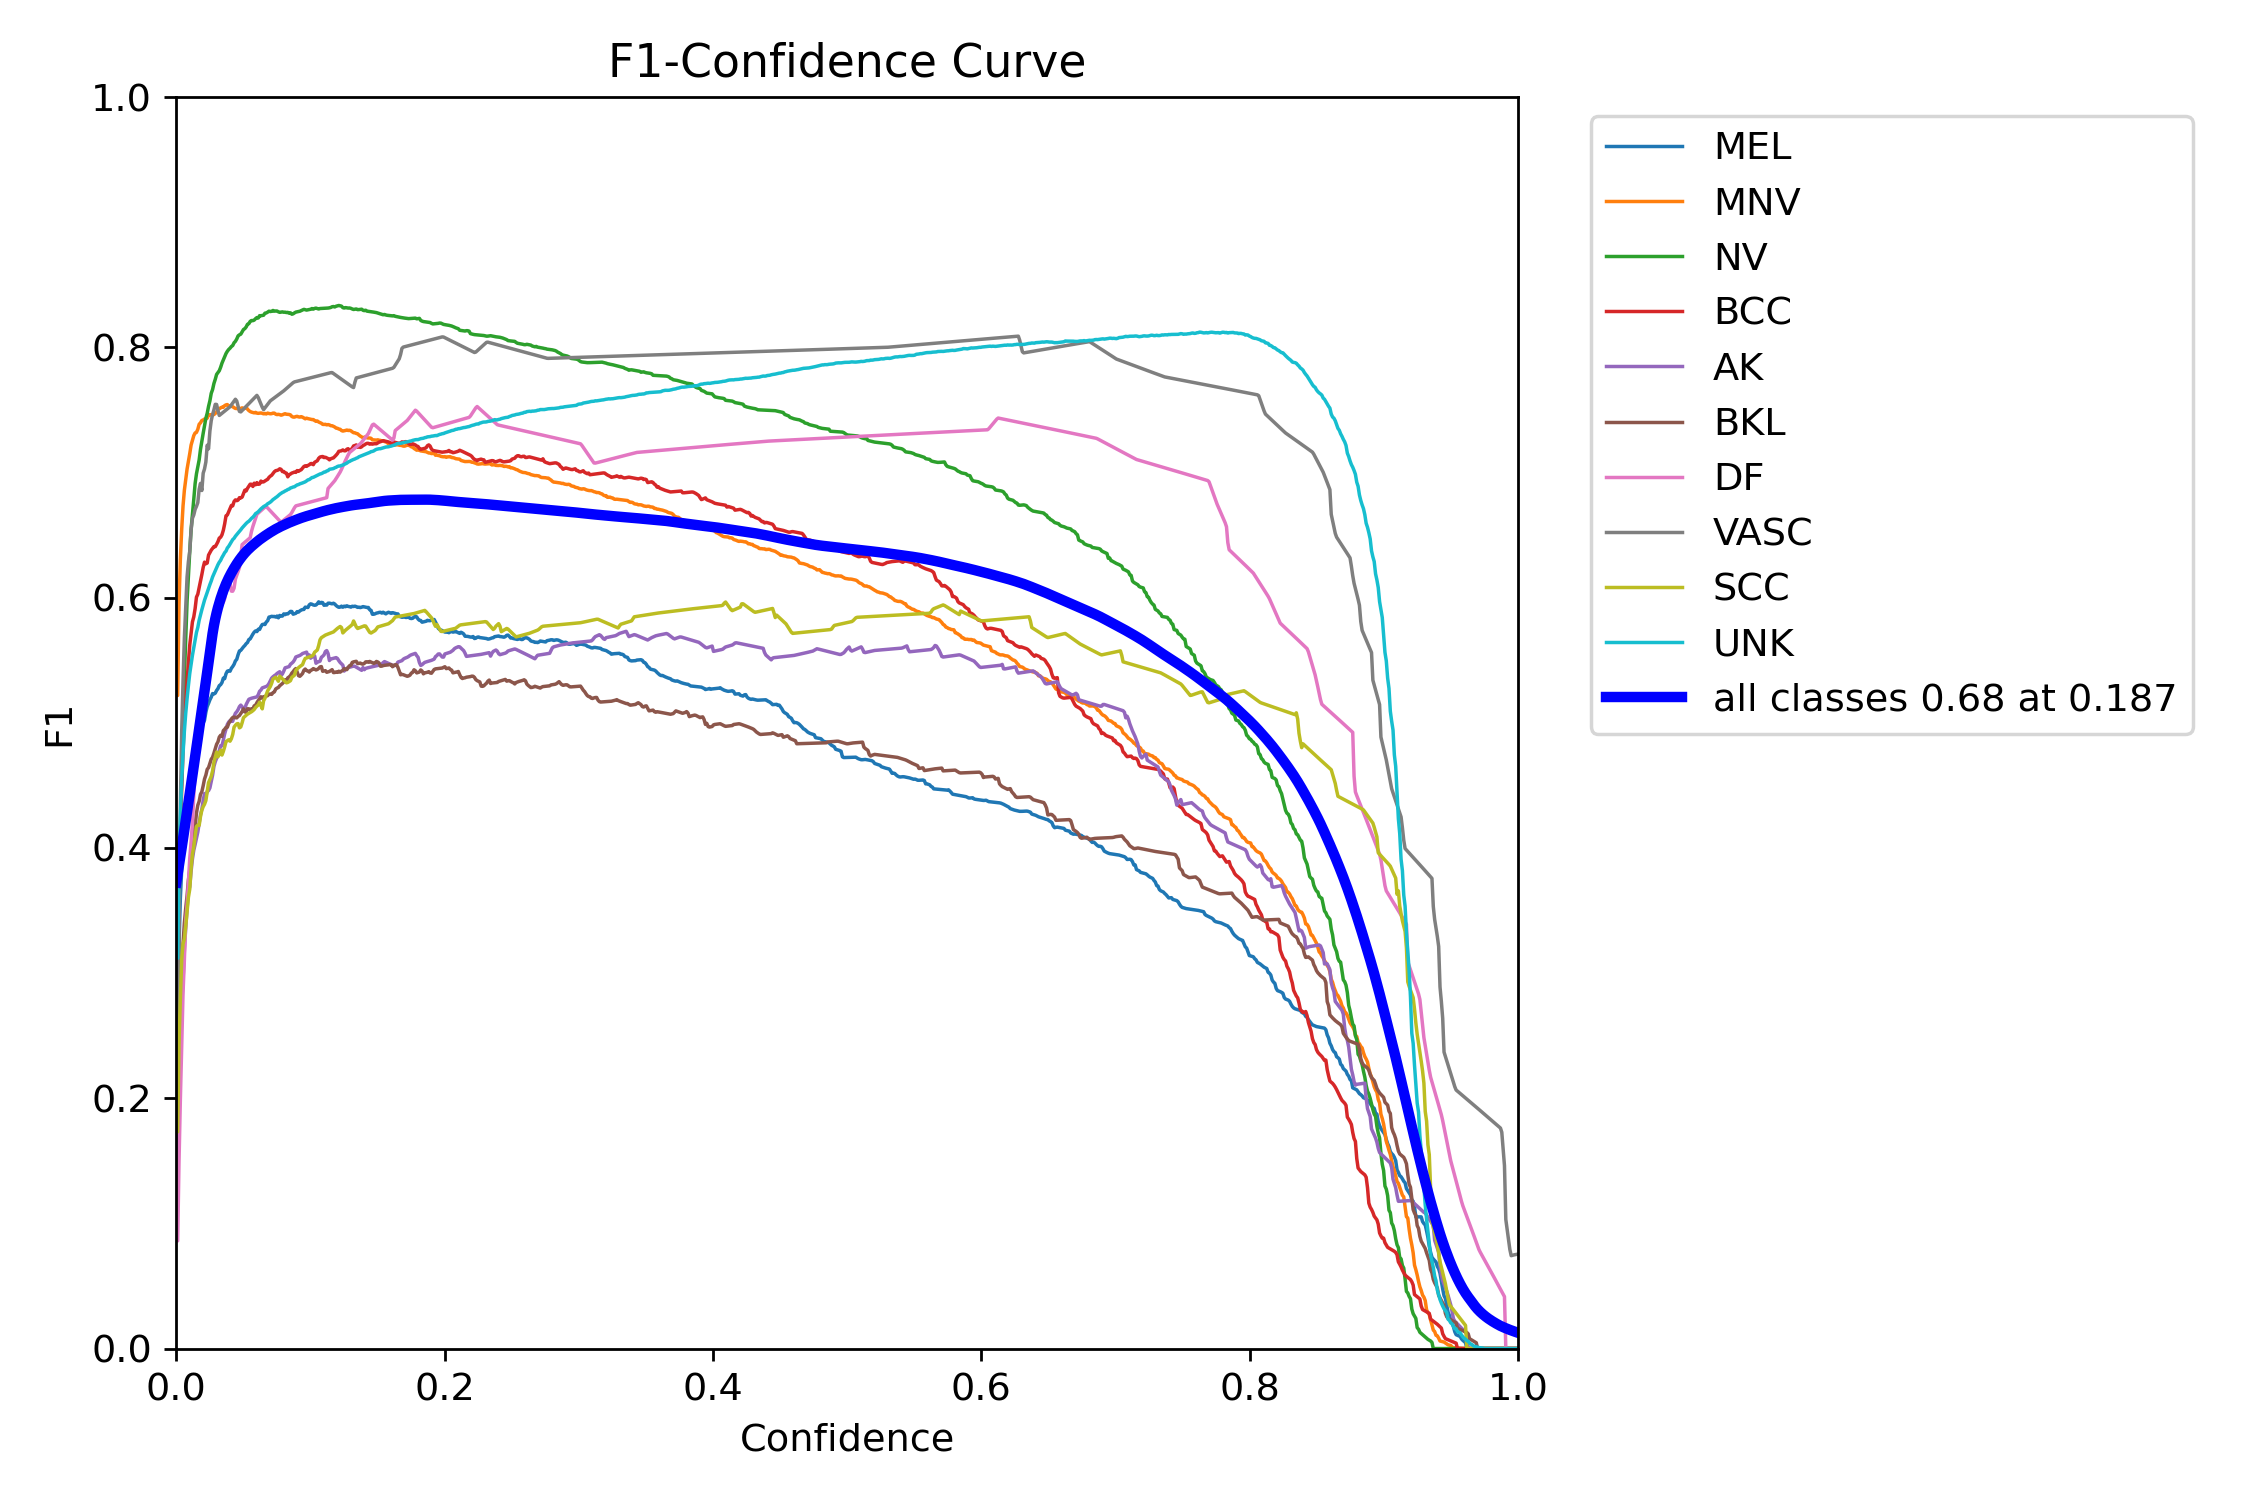 F1-Confidence Curve
1.0
0.8
0.6
0.4
0.2
0.0
F1
0.0 0.2 0.4 0.6 0.8 1.0
Confidence
MEL
MNV
NV
BCC
AK
BKL
DF
VASC
SCC
UNK
all classes 0.68 at 0.187